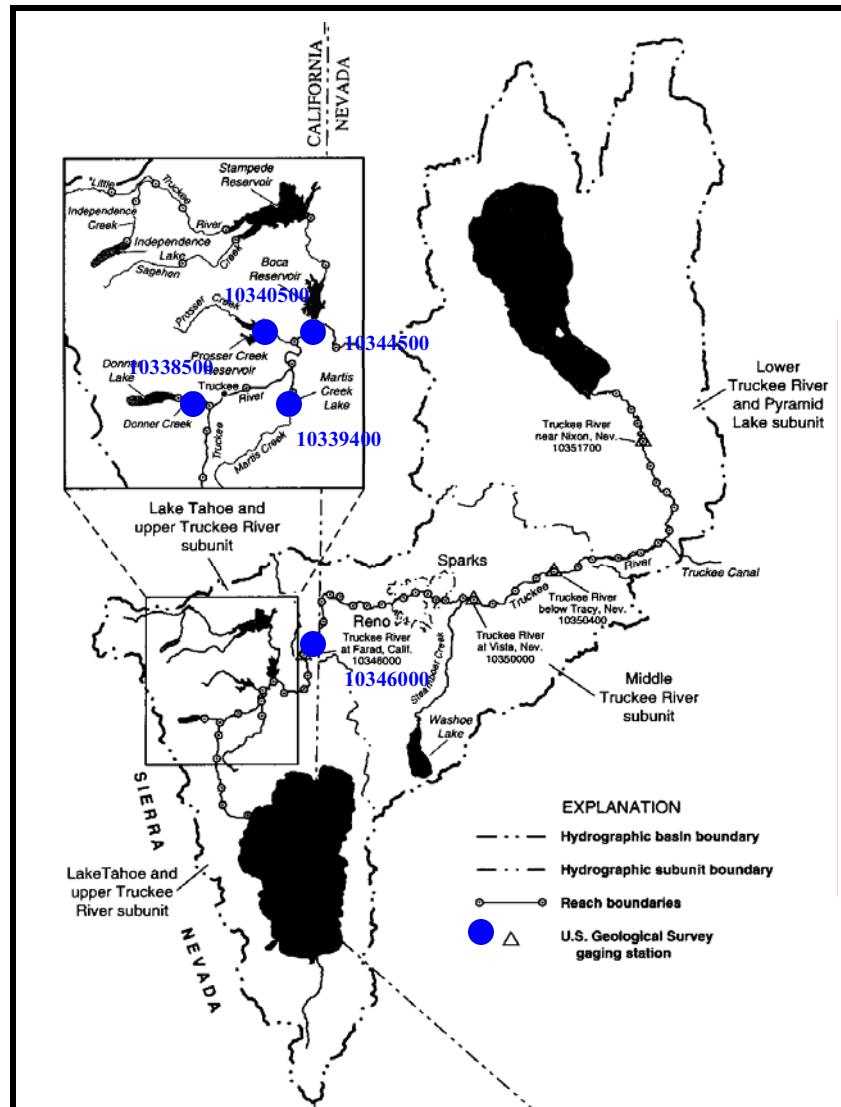 CALIFORNIA
NEVADA
Stampede
Reservoir
Little
Truckee
River
Independence
Creek
Independence
Lake
Sagehen
Creek
Boca
Reservoir
10340500
Prosser Creek
10344500
Prosser Creek
Reservoir
10338500
Donner
Lake
Truckee
River
Martis
Creek
Lake
Donner Creek
Truckee
10339400
Martis Creek
Lower
Truckee River
and Pyramid
Lake subunit
Truckee River
near Nixon, Nev.
10351700
Lake Tahoe and
upper Truckee River
subunit
Sparks
River
Truckee Canal
Truckee
Reno
Truckee River
below Tracy, Nev.
10350400
Truckee River
at Farad, Calif.
10346000
Truckee River
at Vista, Nev.
10350000
10346000
Steamboat Creek
Middle
Truckee River
subunit
Washoe
Lake
SIERRA
NEVADA
Lake Tahoe and
upper Truckee
River subunit
EXPLANATION
Hydrographic basin boundary
Hydrographic subunit boundary
Reach boundaries
U.S. Geological Survey
gaging station